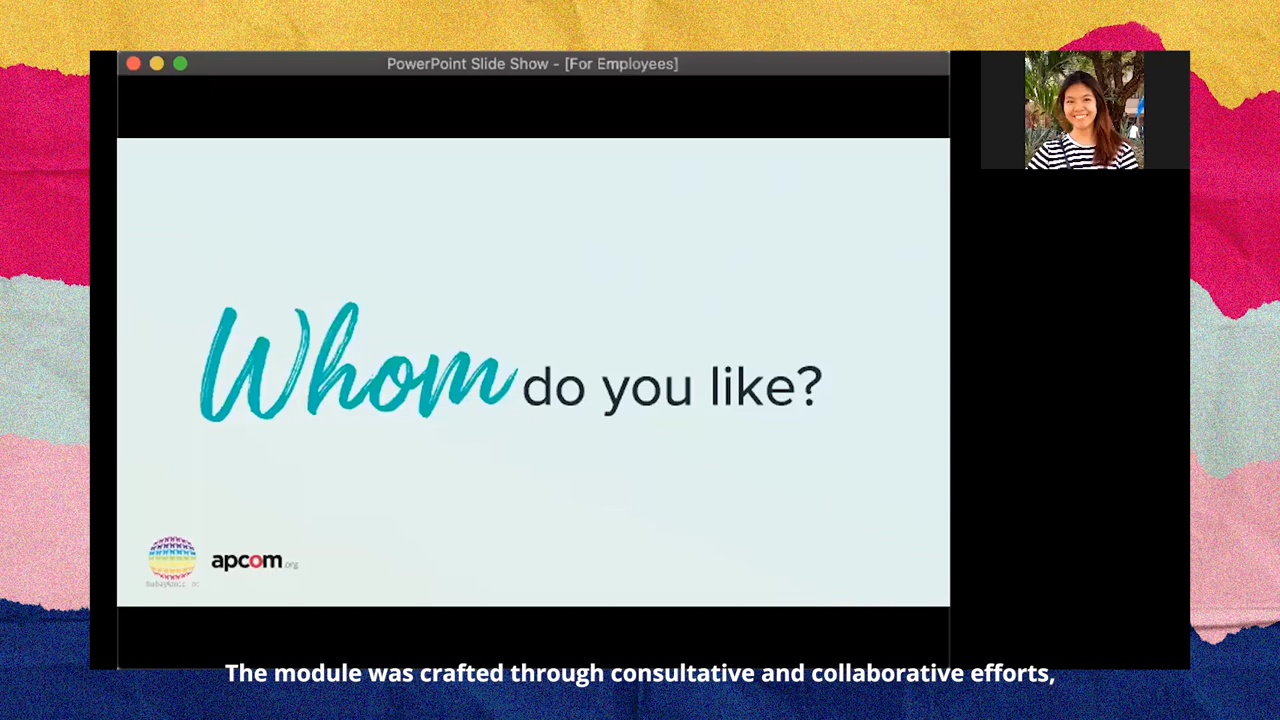 PowerPoint Slide Show - [For Employees]
Whom do you like?
apcom.org
The module was crafted through consultative and collaborative efforts,